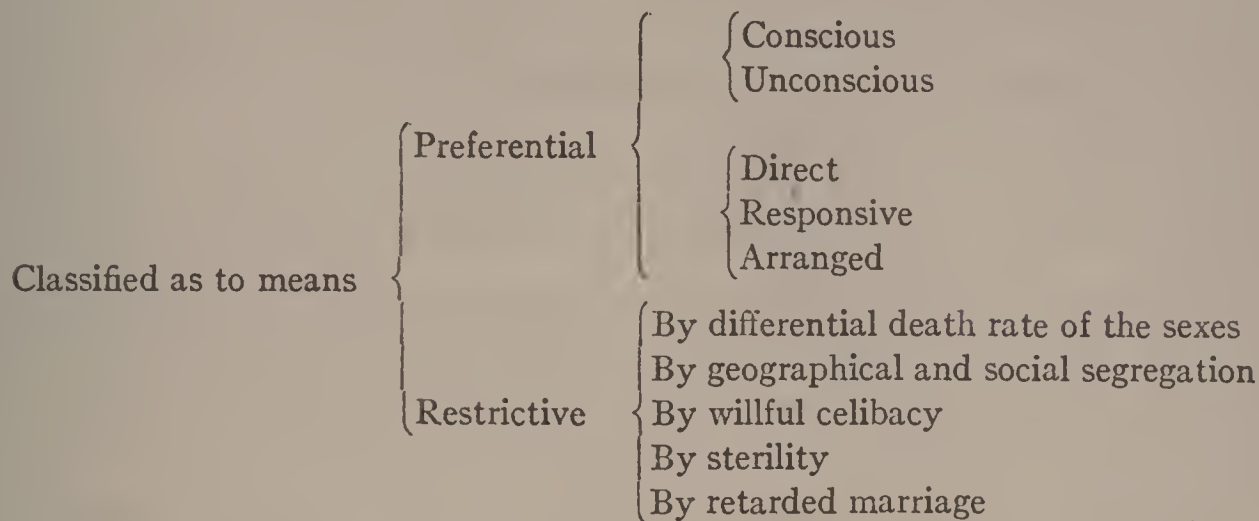 Conscious
Unconscious
Preferential
Direct
Responsive
Arranged
Classified as to means
By differential death rate of the sexes
By geographical and social segregation
Restrictive
By willful celibacy
By sterility
By retarded marriage